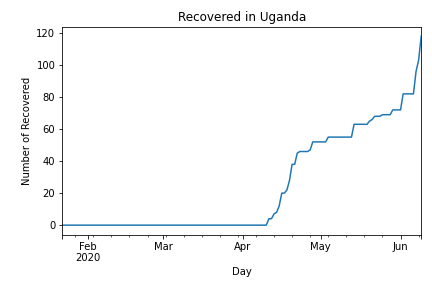 Recovered in Uganda
Number of Recovered
120
100
80
60
40
20
0
Feb
2020
Mar
Apr
May
Jun
Day